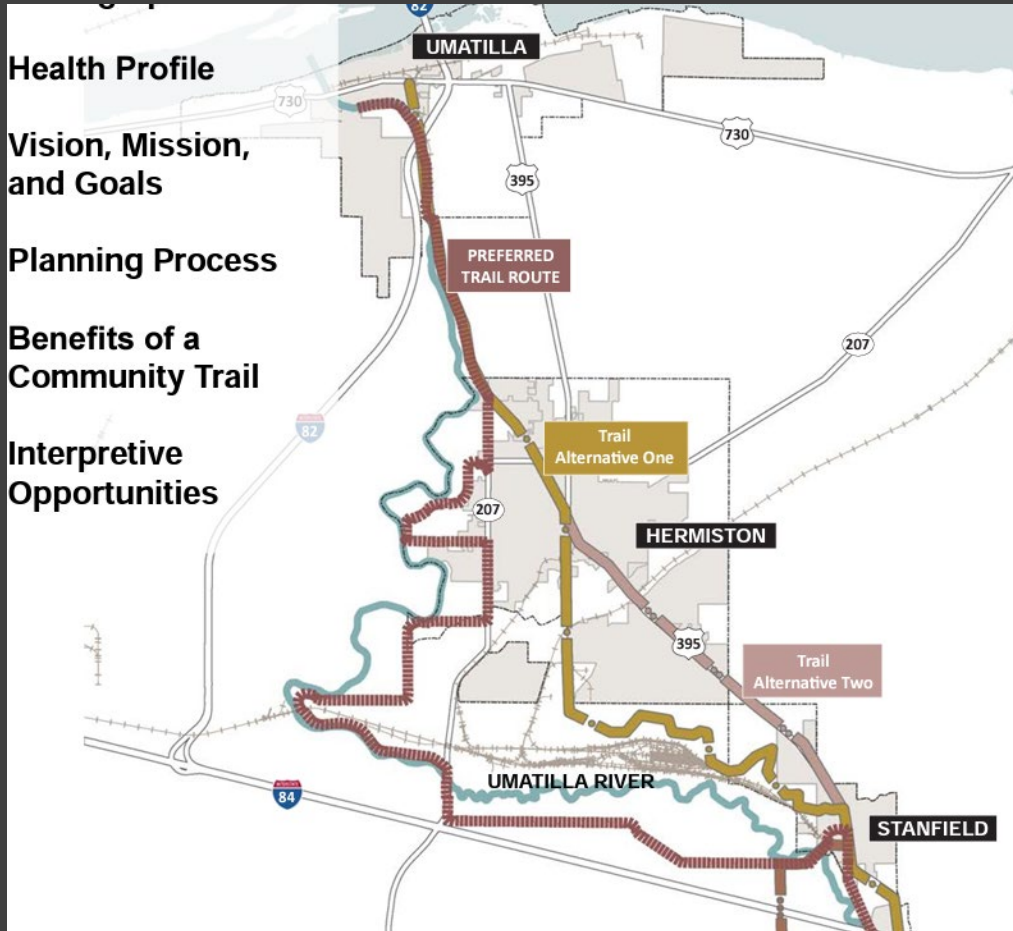 Health Profile
Vision, Mission,
and Goals
Planning Process
Benefits of a
Community Trail
Interpretive
Opportunities
82
UMATILLA
730
730
395
PREFERRED
TRAIL ROUTE
207
82
Trail
Alternative One
207
HERMISTON
395
Trail
Alternative Two
UMATILLA RIVER
84
STANFIELD